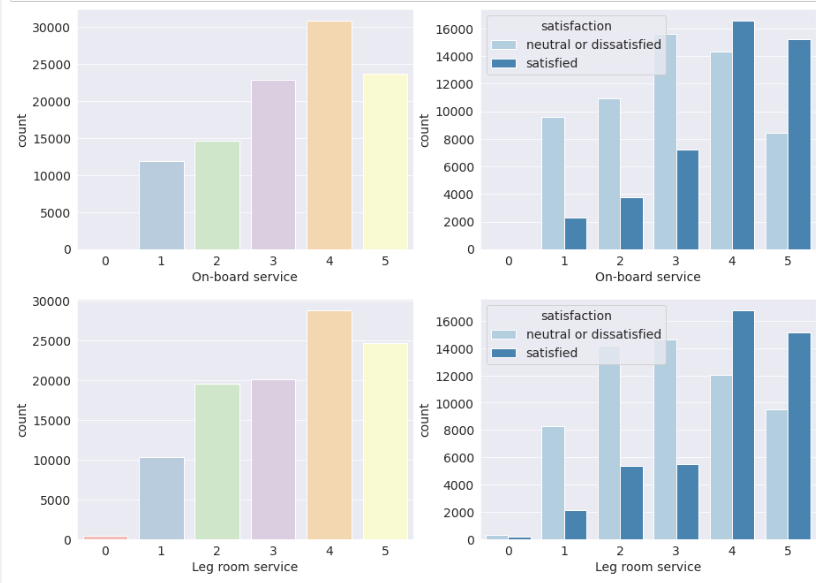 30000
25000
20000
15000
10000
5000
0
count
0 1 2 3 4 5
On-board service
16000
14000
12000
10000
8000
6000
4000
2000
0
count
satisfaction
neutral or dissatisfied
satisfied
0 1 2 3 4 5
On-board service
30000
25000
20000
15000
10000
5000
0
count
0 1 2 3 4 5
Leg room service
16000
14000
12000
10000
8000
6000
4000
2000
0
count
satisfaction
neutral or dissatisfied
satisfied
0 1 2 3 4 5
Leg room service